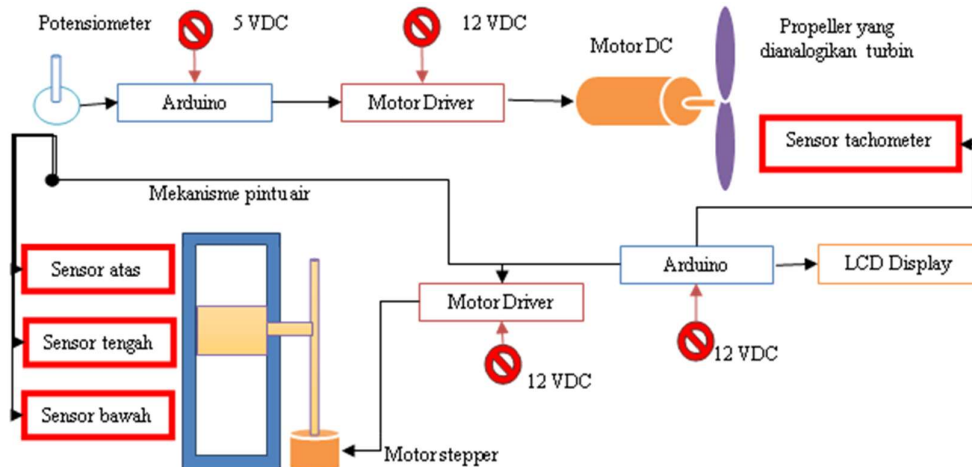 Potensiometer
5 VDC
12 VDC
Motor DC
Propeller yang
dianalogikan turbin
Arduino
Motor Driver
Sensor tachometer
Mekanisme pintu air
Sensor atas
Arduino
LCD Display
Motor Driver
Sensor tengah
12 VDC
12 VDC
Sensor bawah
Motor stepper